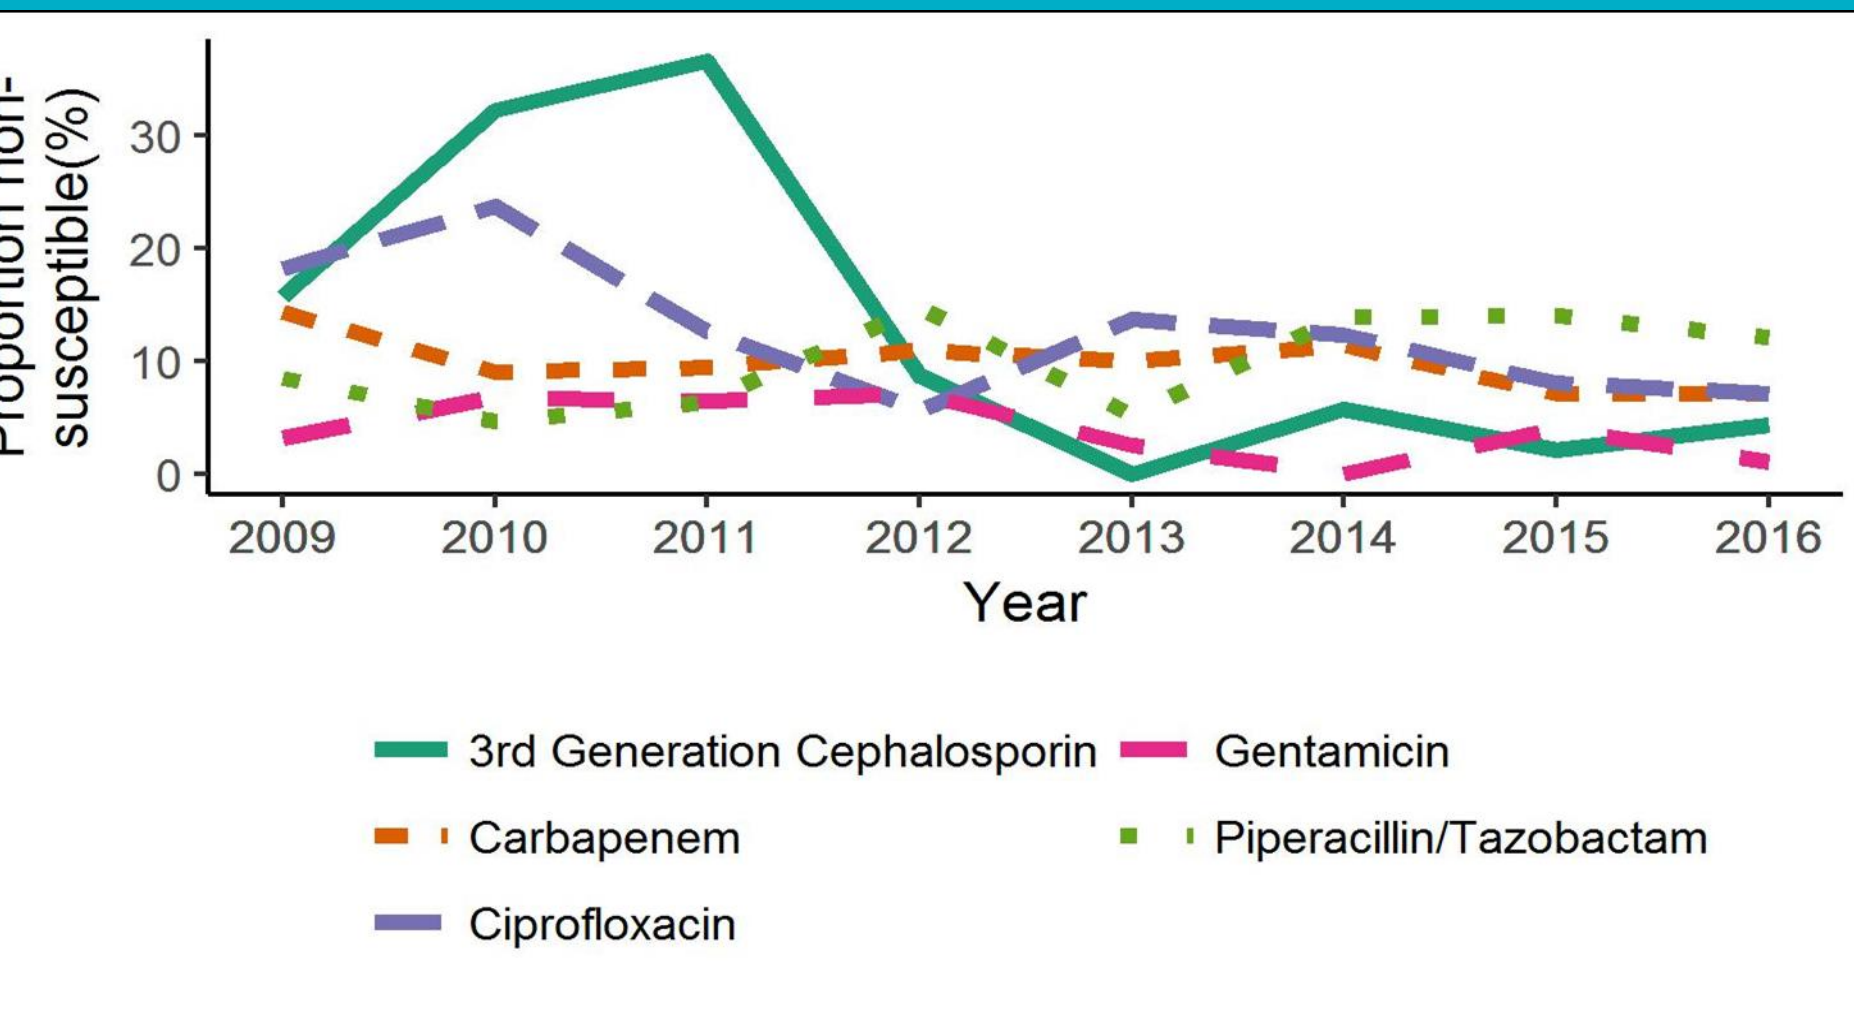 Proportion non-
susceptible(%)
30
20
10
0
2009 2010 2011 2012 2013 2014 2015 2016
Year
3rd Generation Cephalosporin Gentamicin
Carbapenem Piperacillin/Tazobactam
Ciprofloxacin